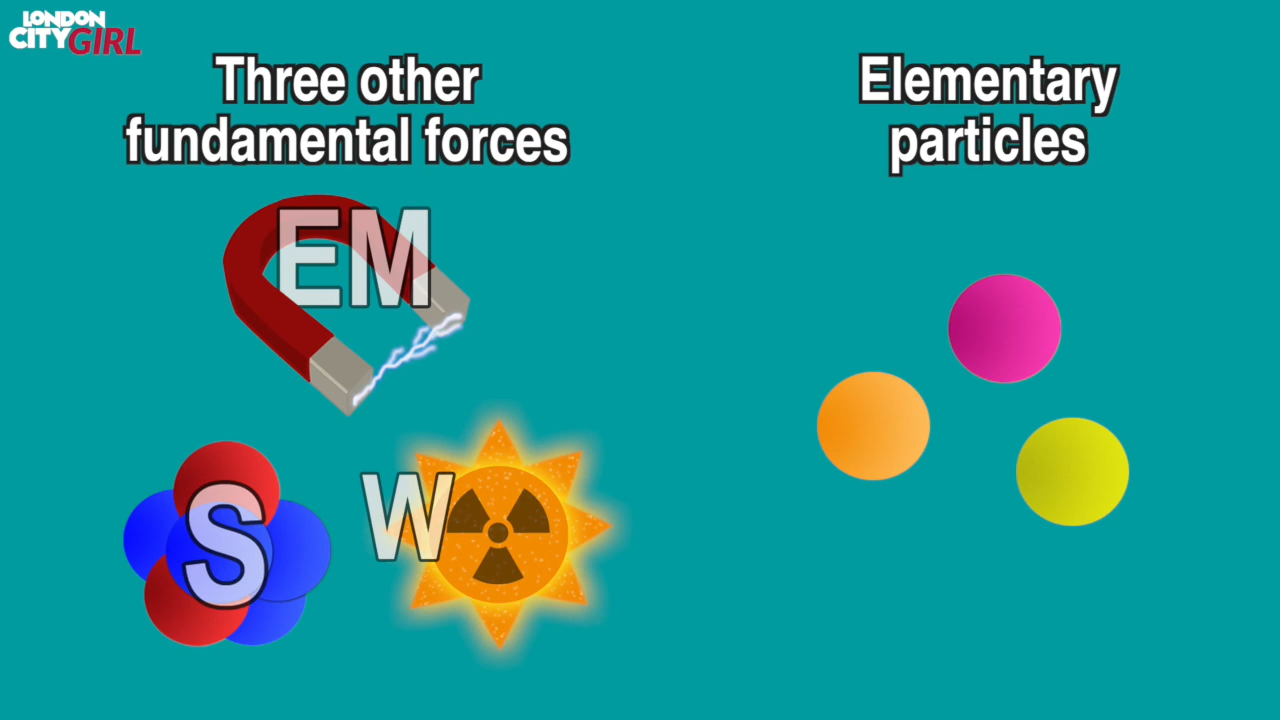 LONDON
CITY GIRL
Three other
fundamental forces
Elementary
particles
EM
S
W